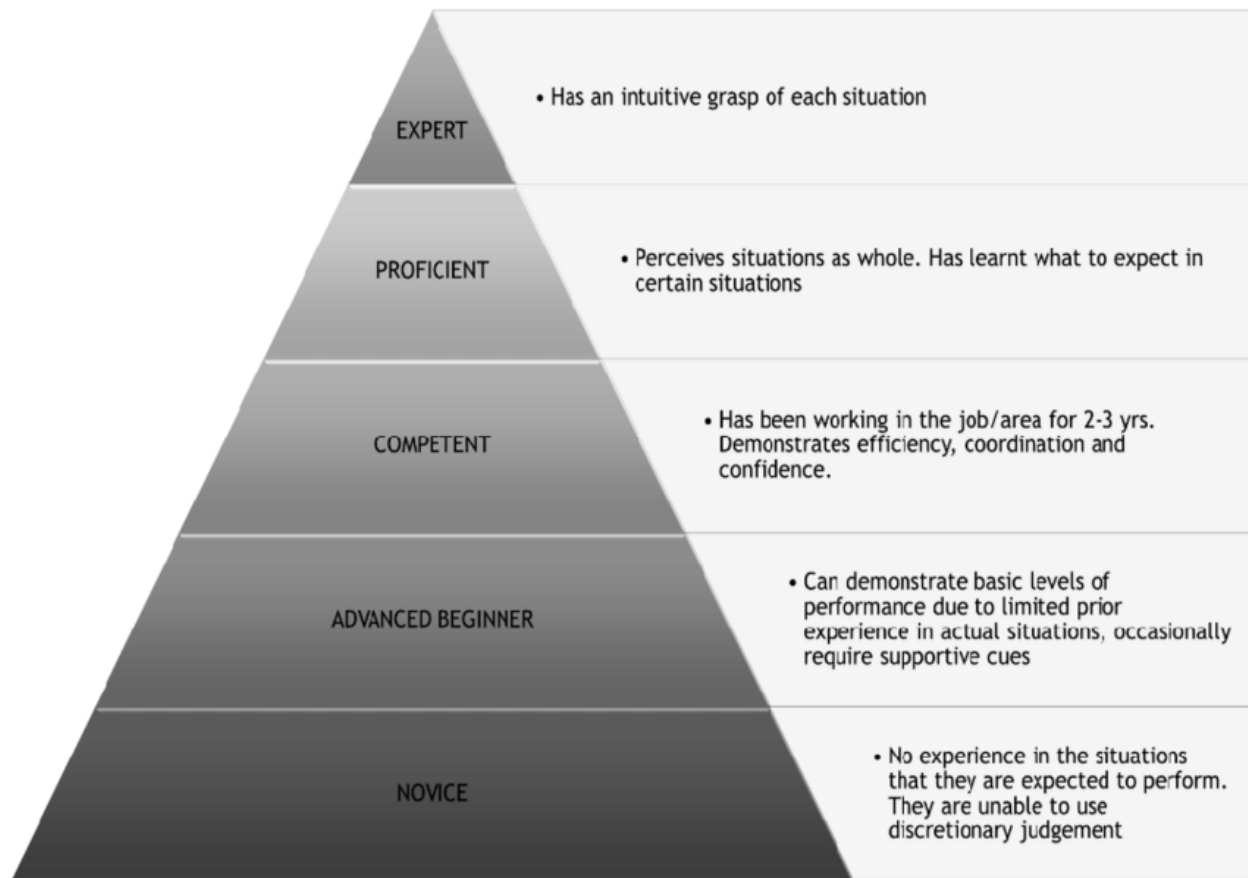 EXPERT
• Has an intuitive grasp of each situation
PROFICIENT
• Perceives situations as whole. Has learnt what to expect in
certain situations
COMPETENT
• Has been working in the job/area for 2-3 yrs.
Demonstrates efficiency, coordination and
confidence.
ADVANCED BEGINNER
• Can demonstrate basic levels of
performance due to limited prior
experience in actual situations, occasionally
require supportive cues
NOVICE
• No experience in the situations
that they are expected to perform.
They are unable to use
discretionary judgement